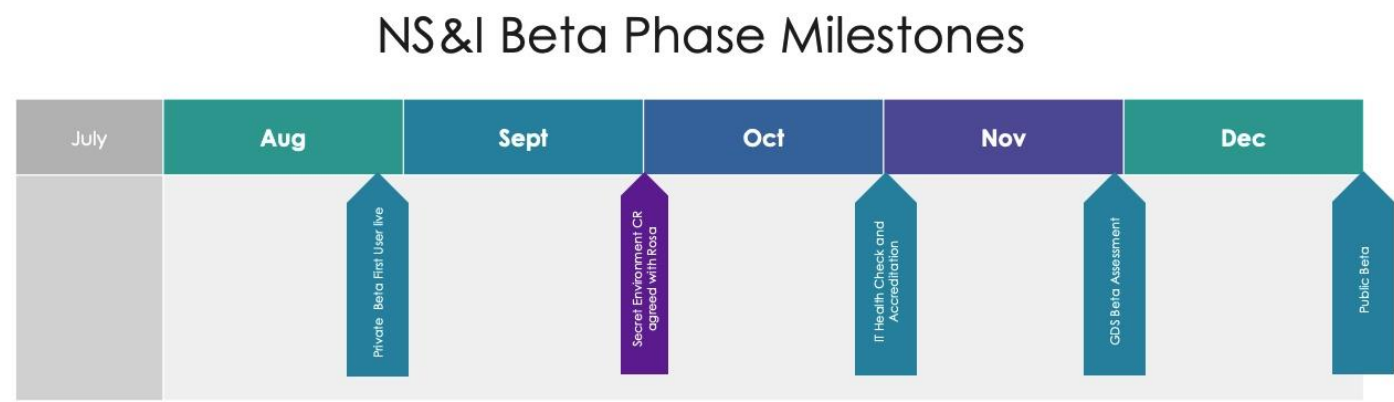 NS&I Beta Phase Milestones
July
Aug
Sept
Oct
Nov
Dec
Private Beta First User live
Secret Environment CR
agreed with Rosa
IT Health Check and
Accreditation
GDS Beta Assessment
Public Beta